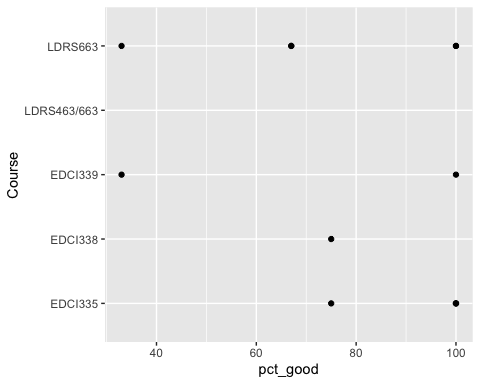 LDRS663
LDRS463/663
EDCI339
EDCI338
EDCI335
Course
40 60 80 100
pct_good